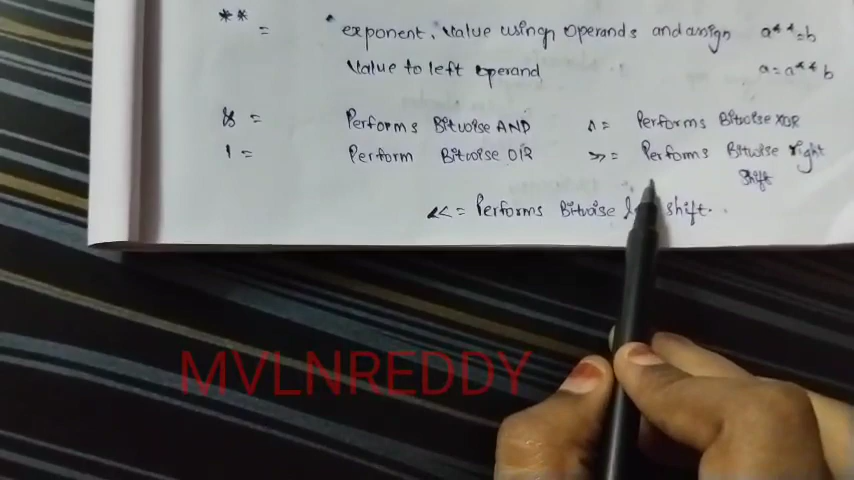 ** = exponent, Value using Operands and assign a**=b
Value to left operand a=a**b
& = Performs Bitwise AND ^= Performs Bitwise XOR
|= Perform Bitwise OR >>= Performs Bitwise right
shift
<<= Performs Bitwise shift.
MVLNREDDY